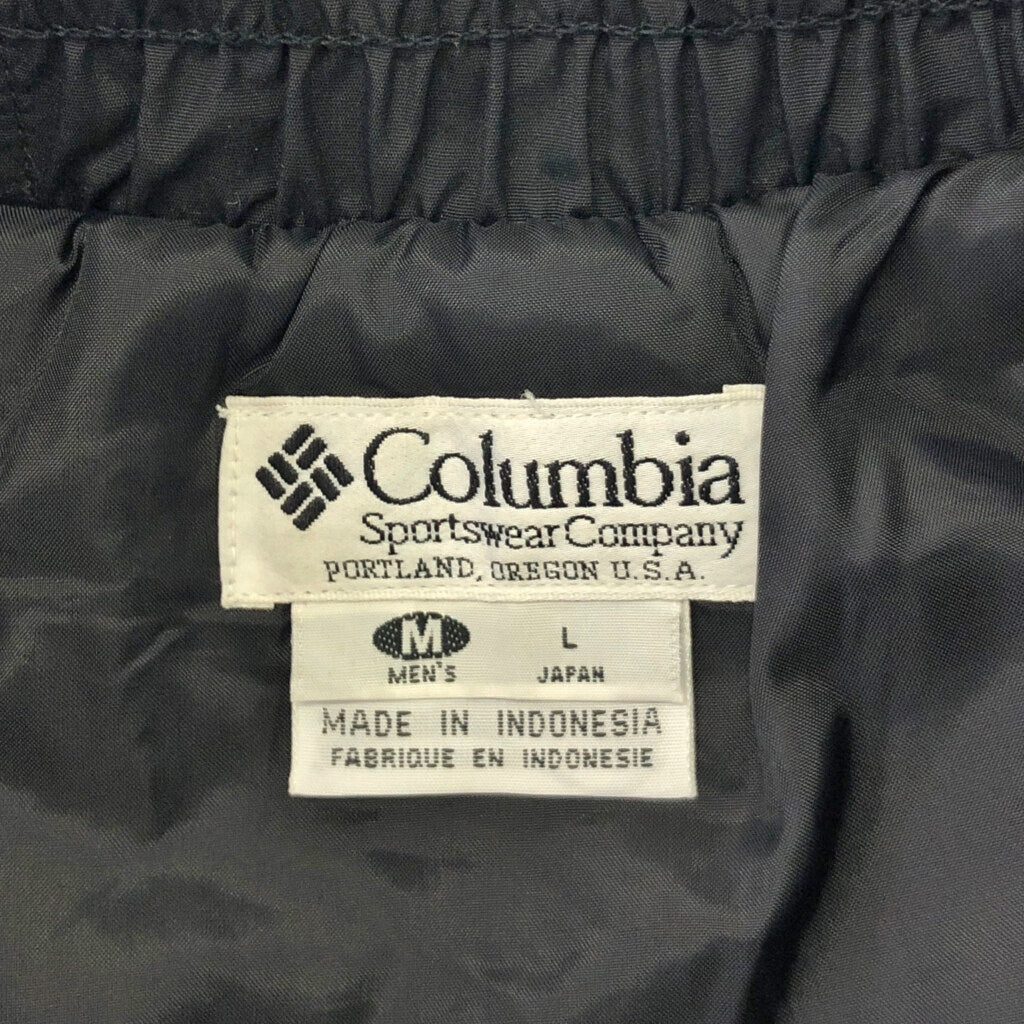 Columbia
Sportswear Company
PORTLAND, OREGON U.S.A.
M L
MEN'S JAPAN
MADE IN INDONESIA
FABRIQUE EN INDONESIE